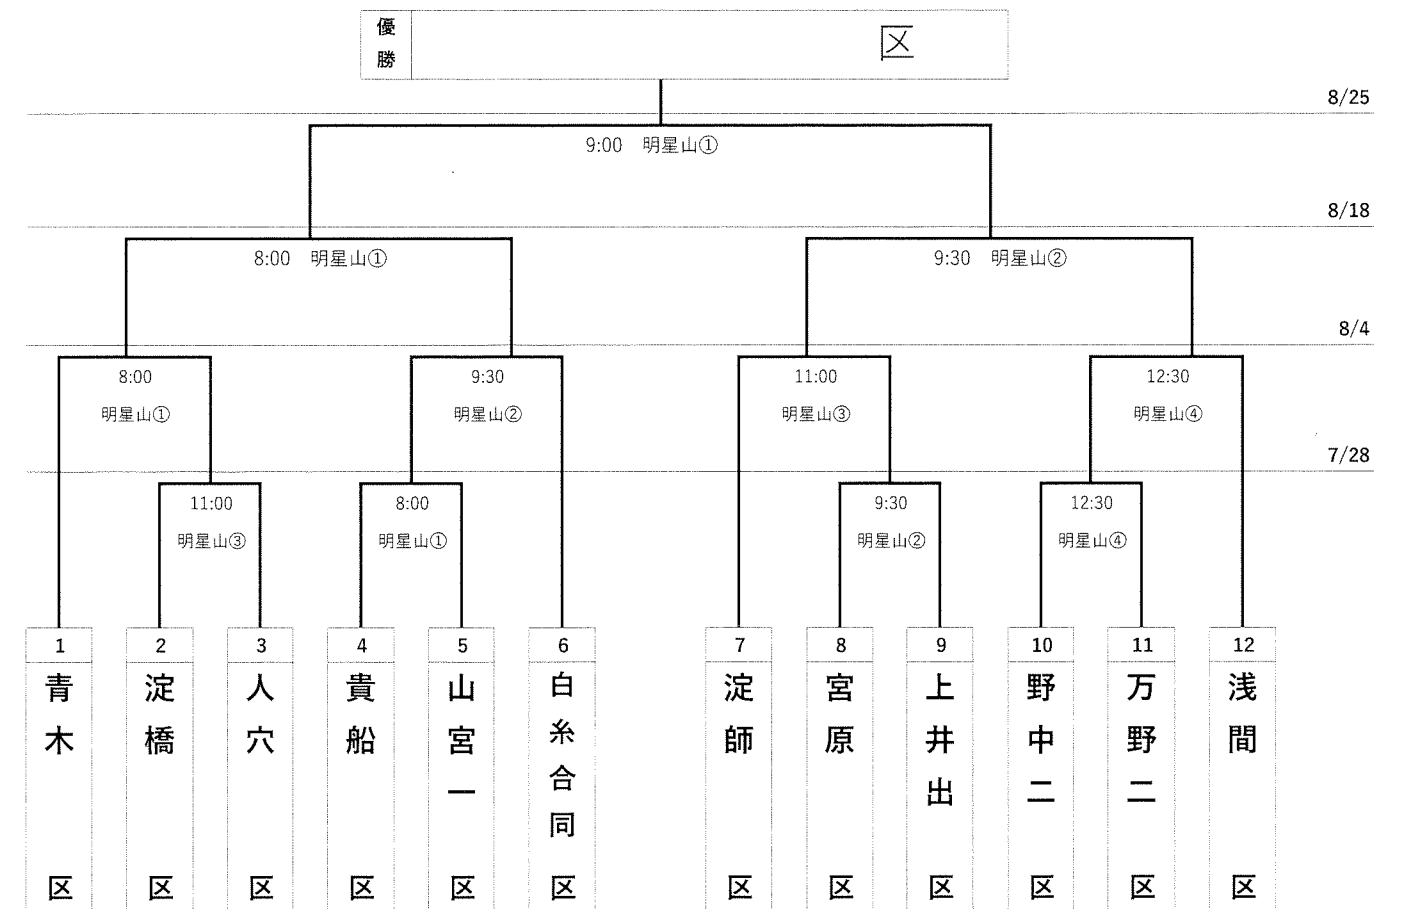 優勝 区
8/25
9:00 明星山①
8/18
8:00 明星山① 9:30 明星山②
8/4
8:00 9:30 11:00 12:30
明星山① 明星山② 明星山③ 明星山④
7/28
11:00 8:00 9:30 12:30
明星山③ 明星山① 明星山② 明星山④
1 2 3 4 5 6 7 8 9 10 11 12
青木区
淀橋区
人穴区
貴船区
山宮一区
白糸合同区
淀師区
宮原区
上井出区
野中二区
万野二区
浅間区